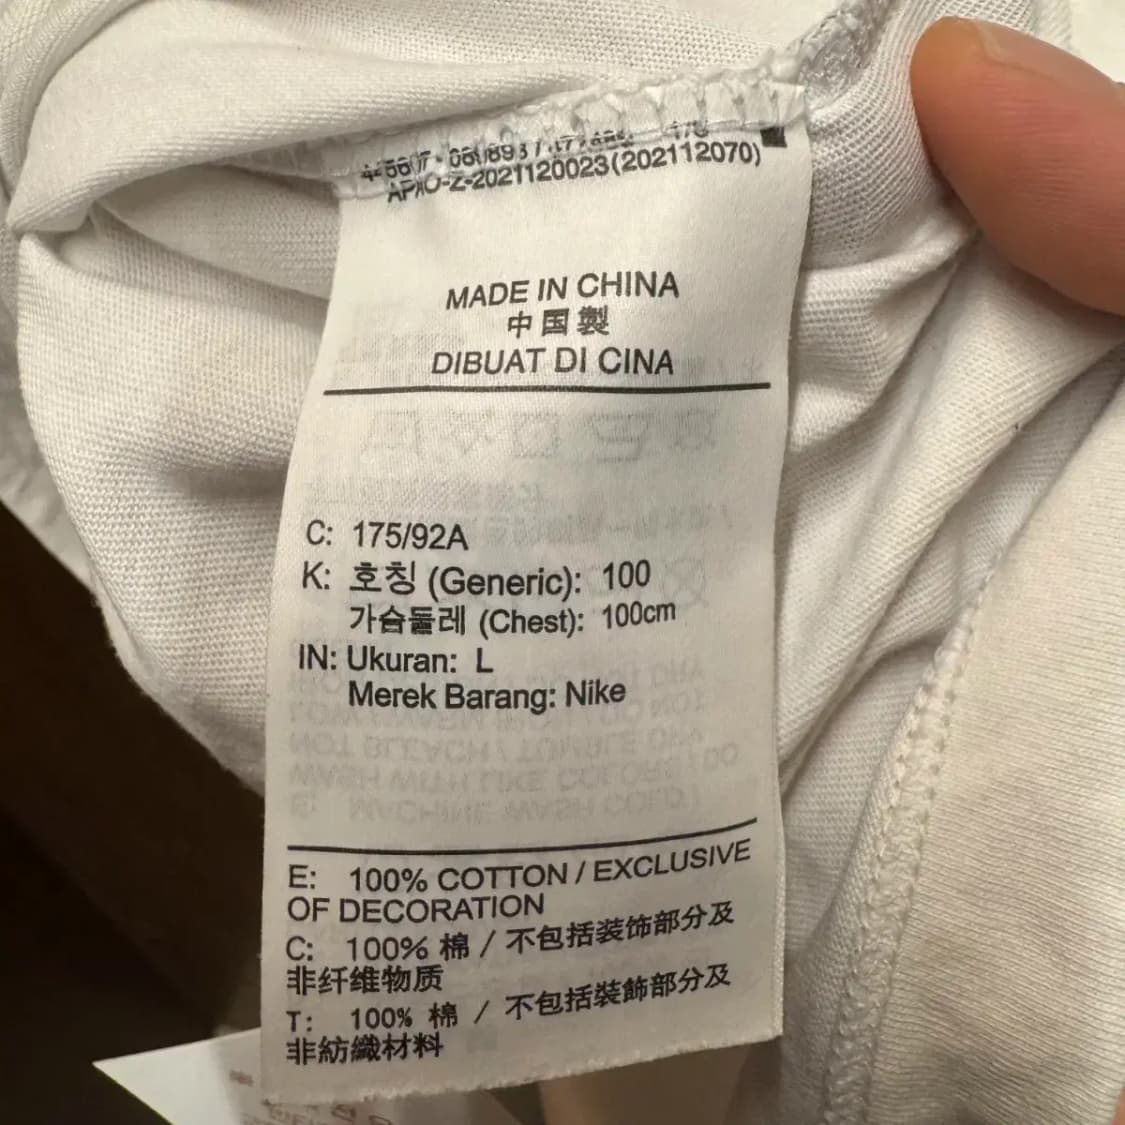 APAO-Z-2021120023(202112070)
MADE IN CHINA
中国製
DIBUAT DI CINA
C: 175/92A
K: 호칭 (Generic): 100
가슴둘레 (Chest): 100cm
IN: Ukuran: L
Merek Barang: Nike
E: 100% COTTON / EXCLUSIVE
OF DECORATION
C: 100% 棉 / 不包括装饰部分及
非纤维物质
T: 100% 棉 / 不包括裝飾部分及
非紡織材料